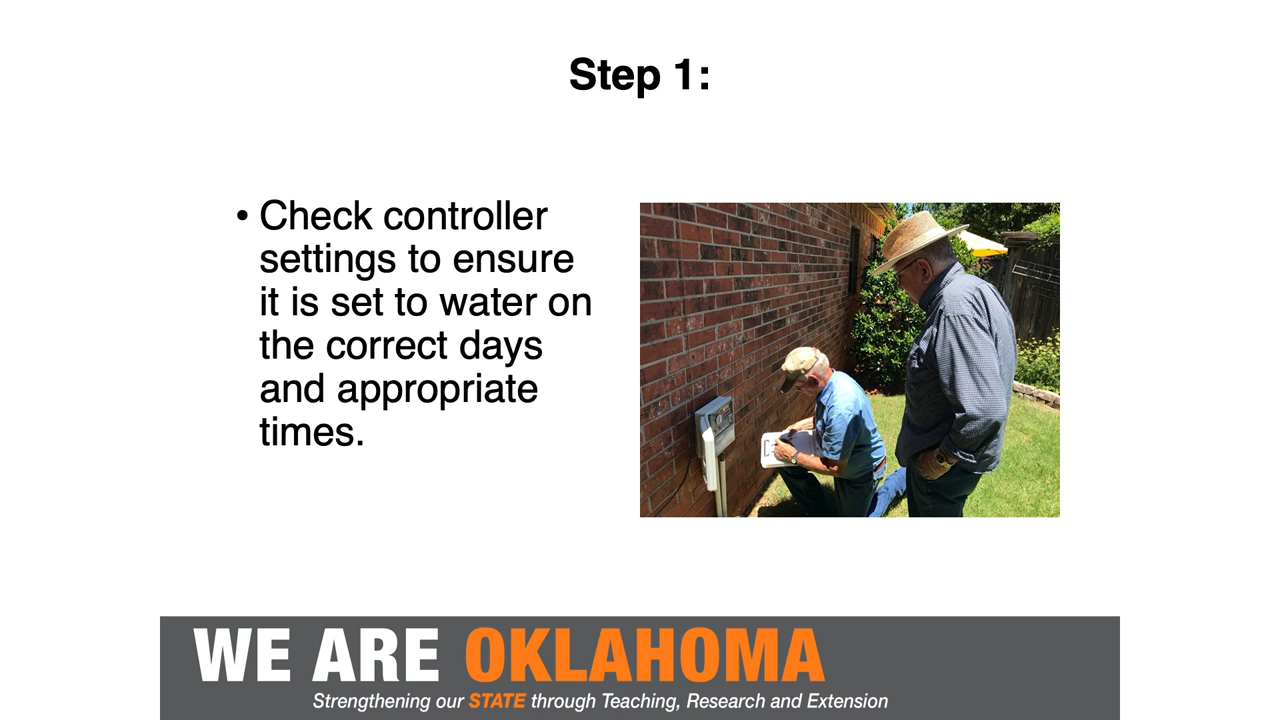 Step 1:
• Check controller
settings to ensure
it is set to water on
the correct days
and appropriate
times.
WE ARE OKLAHOMA
Strengthening our STATE through Teaching, Research and Extension